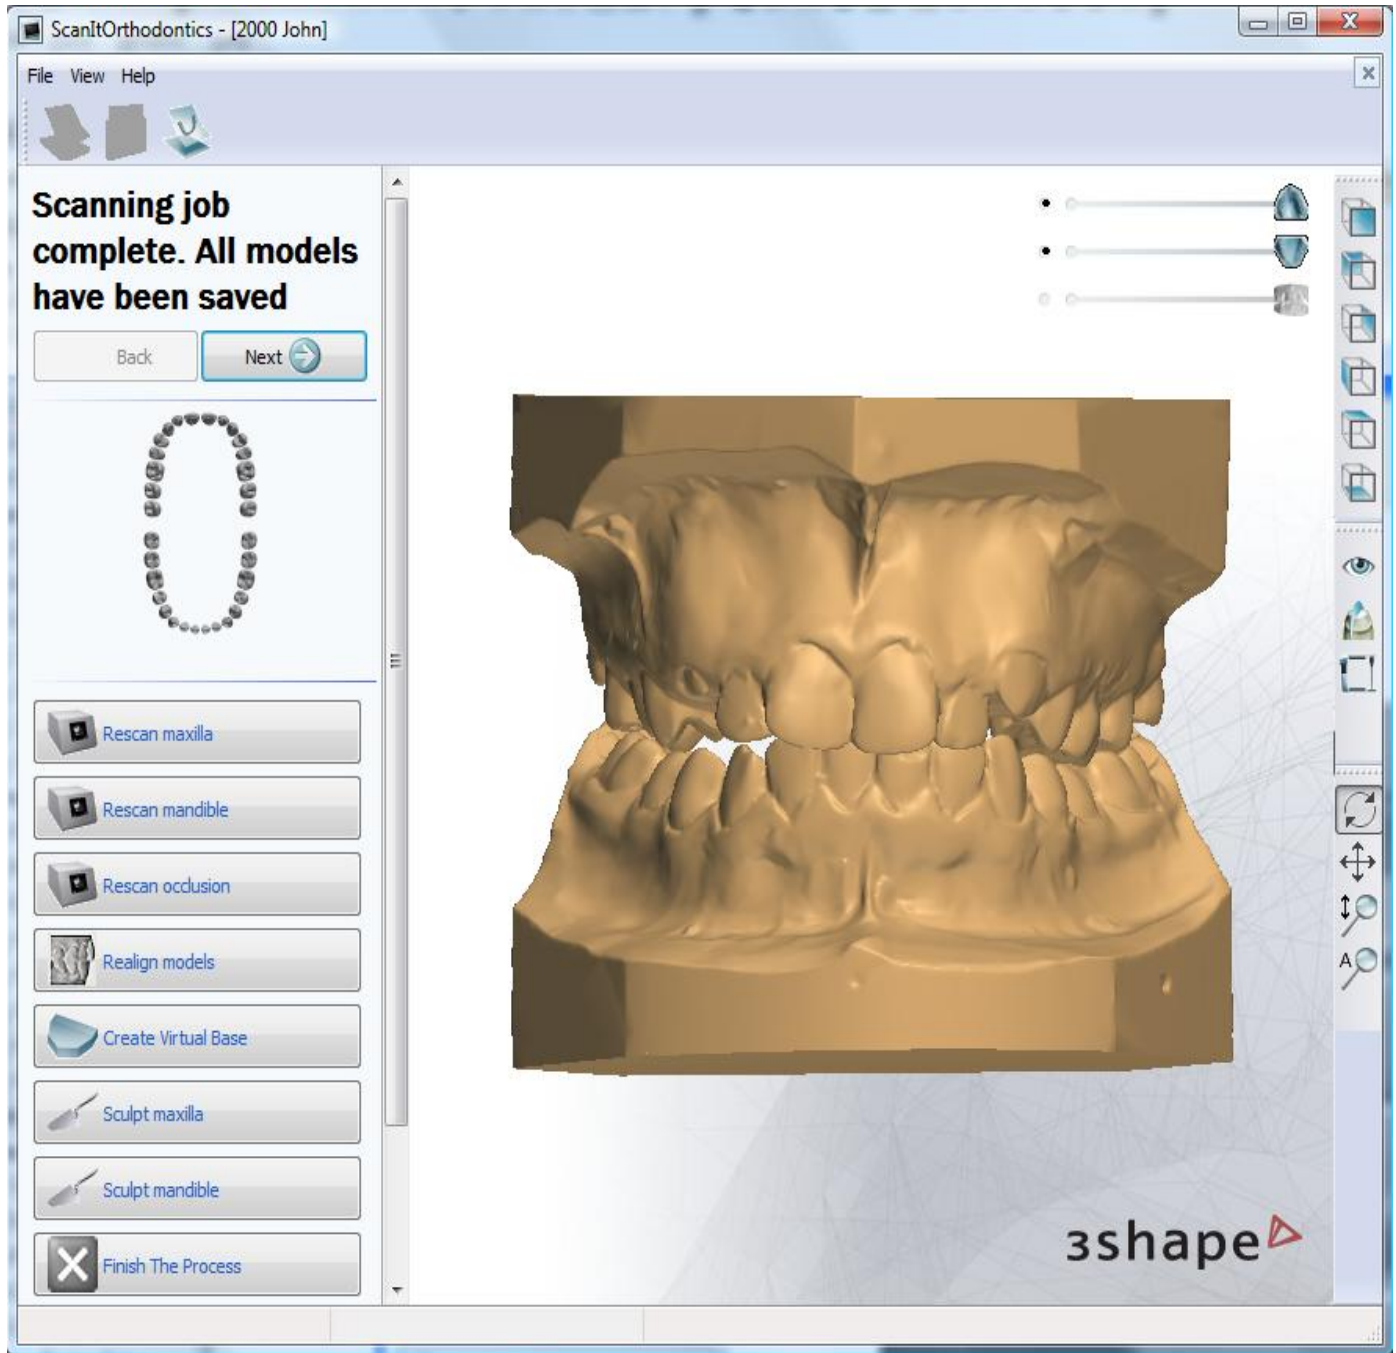 ScanItOrthodontics - [2000 John]
File View Help
Scanning job
complete. All models
have been saved
Back Next
Rescan maxilla
Rescan mandible
Rescan occlusion
Realign models
Create Virtual Base
Sculpt maxilla
Sculpt mandible
Finish The Process
A
3shape